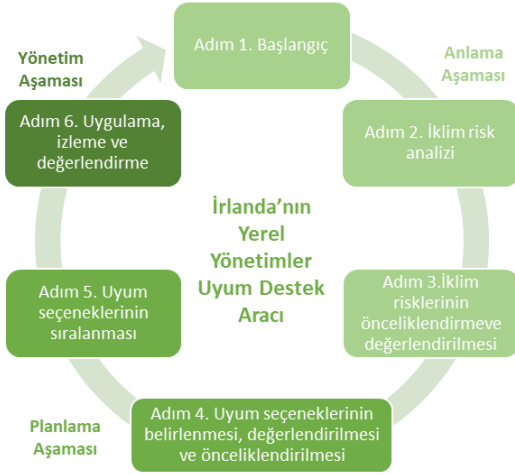 Adım 1. Başlangıç
Anlama
Aşaması
Adım 2. İklim risk
analizi
Adım 3.İklim
risklerinin
önceliklendirmeve
değerlendirilmesi
Adım 4. Uyum seçeneklerinin
belirlenmesi, değerlendirilmesi
ve önceliklendirilmesi
Planlama
Aşaması
Adım 5. Uyum
seçeneklerinin
sıralanması
Adım 6. Uygulama,
izleme ve
değerlendirme
Yönetim
Aşaması
İrlanda’nın
Yerel
Yönetimler
Uyum Destek
Aracı